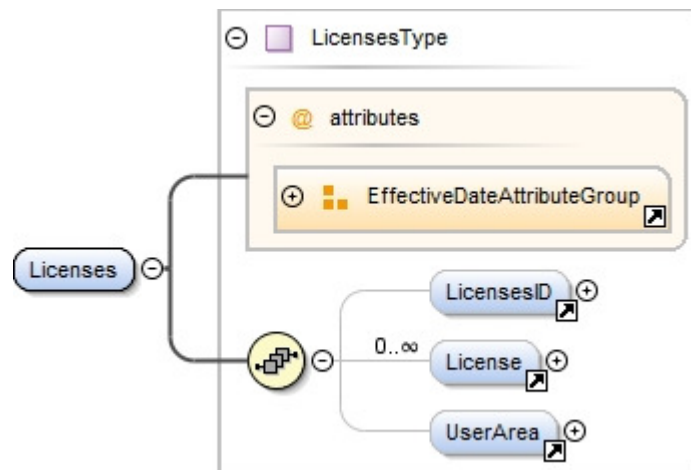 LicensesType
@ attributes
EffectiveDateAttributeGroup
Licenses
LicensesID
0..∞
License
UserArea